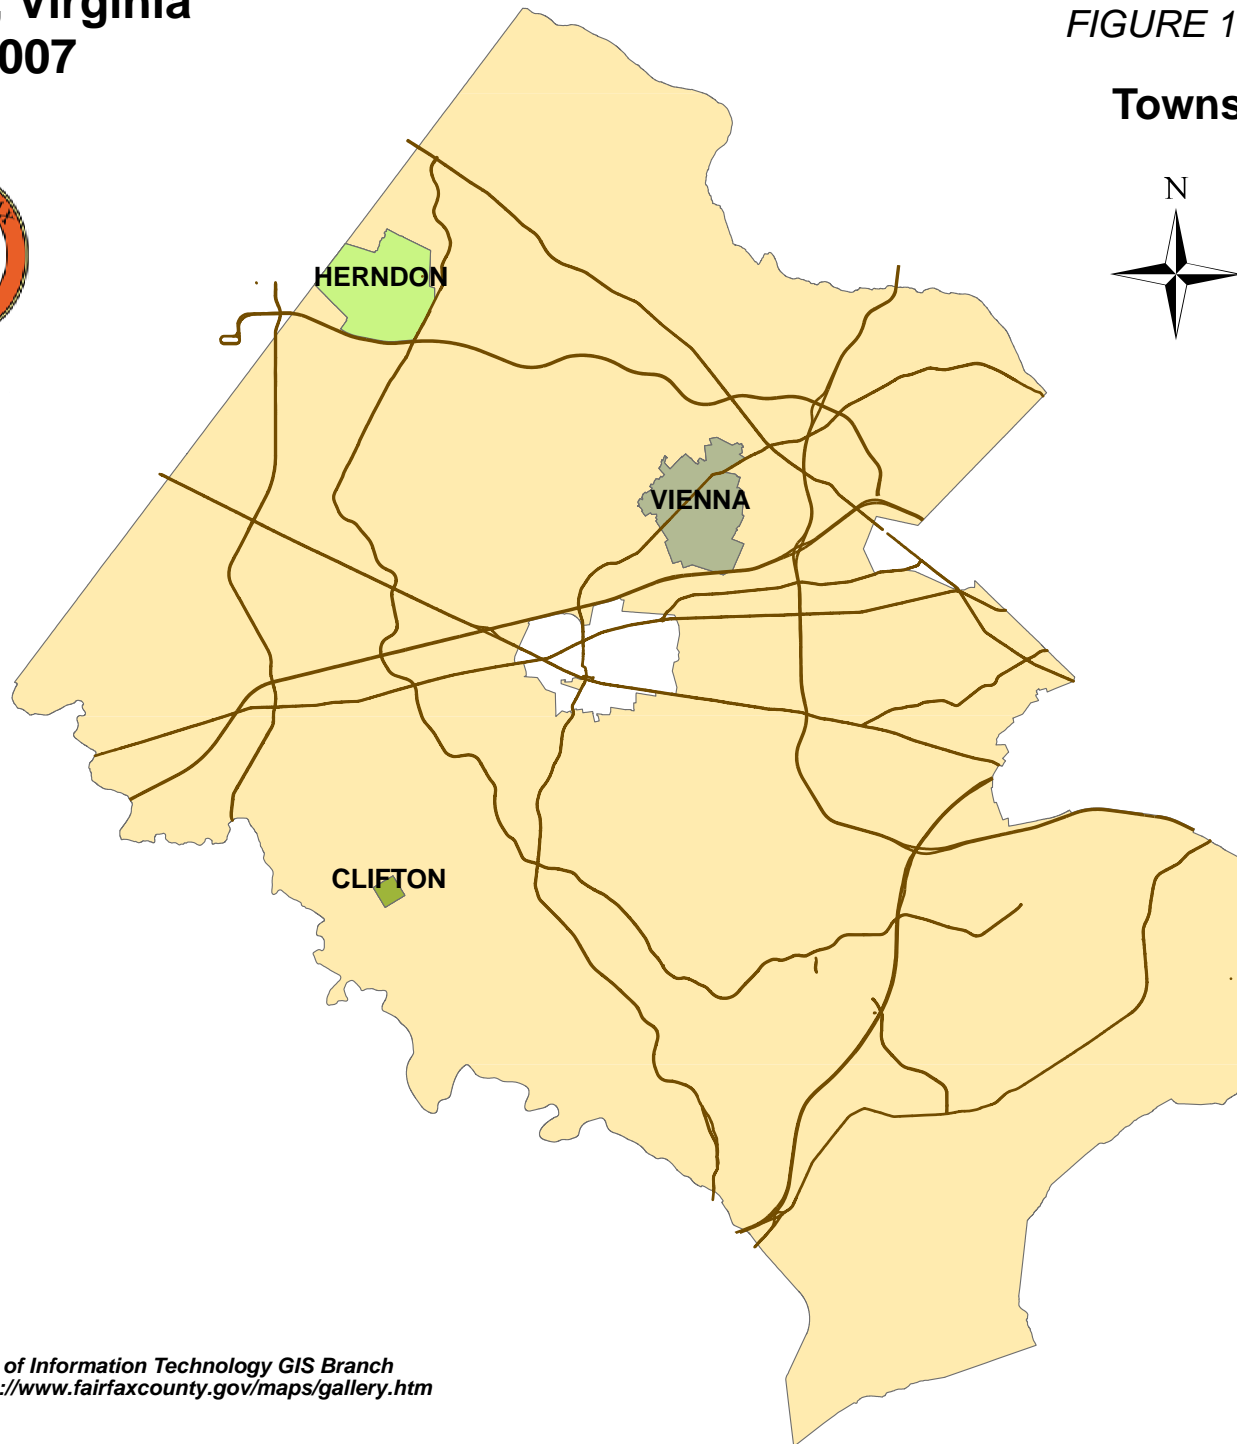 , Virginia
007
FIGURE 1
Towns
N
HERNDON
VIENNA
CLIFTON
of Information Technology GIS Branch
://www.fairfaxcounty.gov/maps/gallery.htm